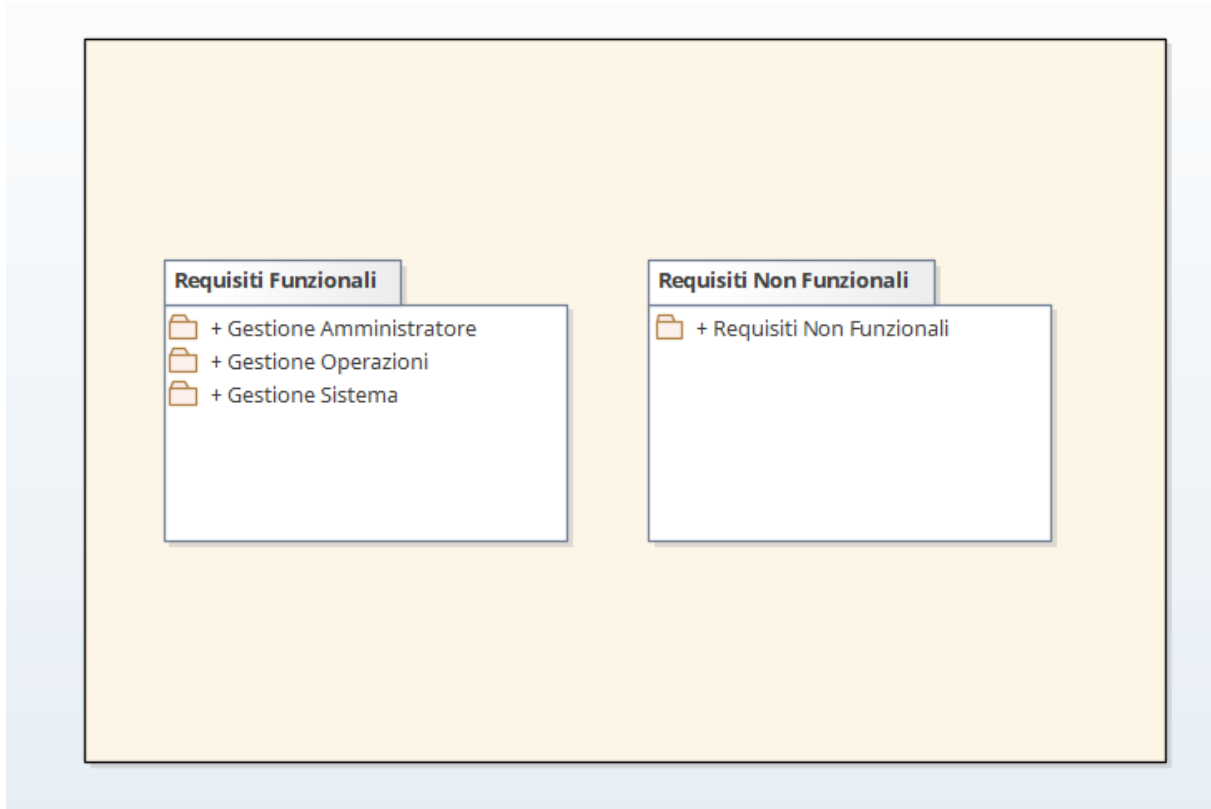 Requisiti Funzionali
+ Gestione Amministratore
+ Gestione Operazioni
+ Gestione Sistema
Requisiti Non Funzionali
+ Requisiti Non Funzionali